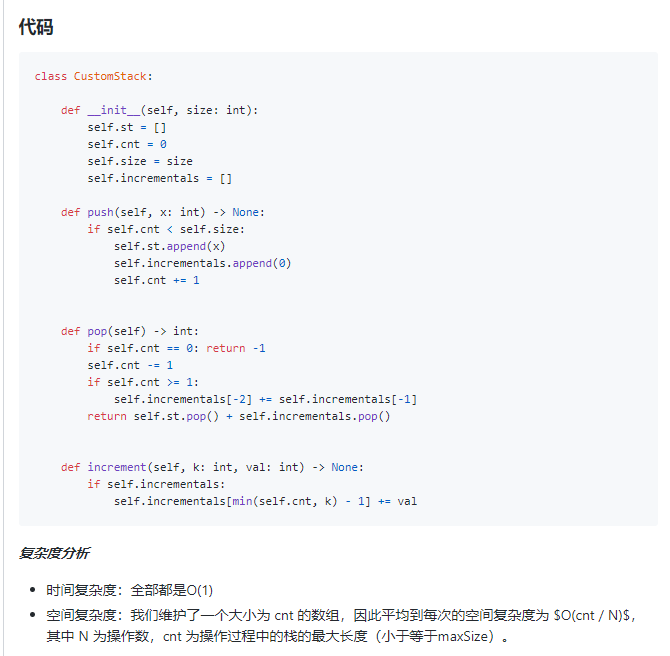 代码
class CustomStack:
    def __init__(self, size: int):
        self.st = []
        self.cnt = 0
        self.size = size
        self.incrementals = []
    def push(self, x: int) -> None:
        if self.cnt < self.size:
            self.st.append(x)
            self.incrementals.append(0)
            self.cnt += 1
    def pop(self) -> int:
        if self.cnt == 0: return -1
        self.cnt -= 1
        if self.cnt >= 1:
            self.incrementals[-2] += self.incrementals[-1]
        return self.st.pop() + self.incrementals.pop()
    def increment(self, k: int, val: int) -> None:
        if self.incrementals:
            self.incrementals[min(self.cnt, k) - 1] += val
复杂度分析
• 时间复杂度：全部都是O(1)
• 空间复杂度：我们维护了一个大小为 cnt 的数组，因此平均到每次的空间复杂度为 $O(cnt / N)$，
其中 N 为操作数，cnt 为操作过程中的栈的最大长度（小于等于maxSize）。